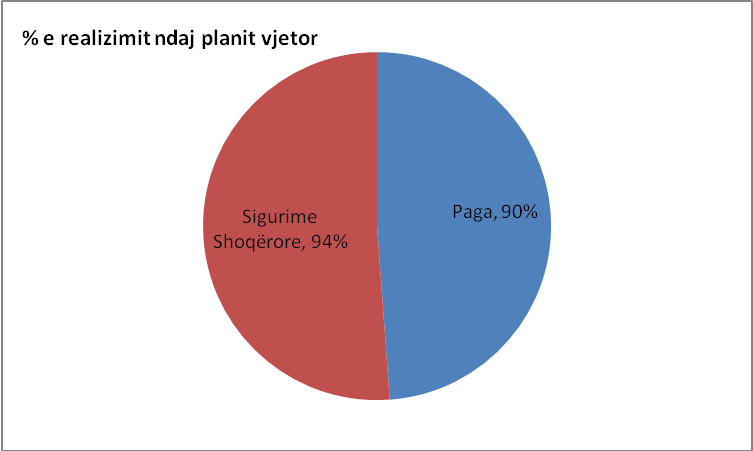 % e realizimit ndaj planit vjetor
Sigurime
Shoqërore, 94%
Paga, 90%